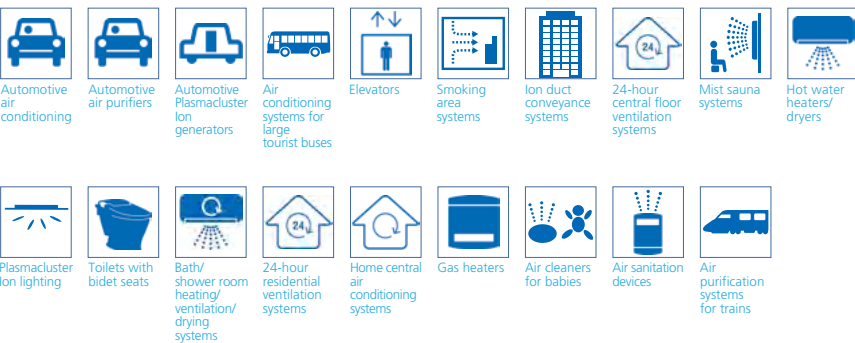 Automotive
air
conditioning
Automotive
air purifiers
Automotive
Plasmacluster
Ion
generators
Air
conditioning
systems for
large
tourist buses
Elevators
Smoking
area
systems
Ion duct
conveyance
systems
24
24-hour
central floor
ventilation
systems
Mist sauna
systems
Hot water
heaters/
dryers
Plasmacluster
Ion lighting
Toilets with
bidet seats
Bath/
shower room
heating/
ventilation/
drying
systems
24
24-hour
residential
ventilation
systems
Home central
air
conditioning
systems
Gas heaters
Air cleaners
for babies
Air sanitation
devices
Air
purification
systems
for trains